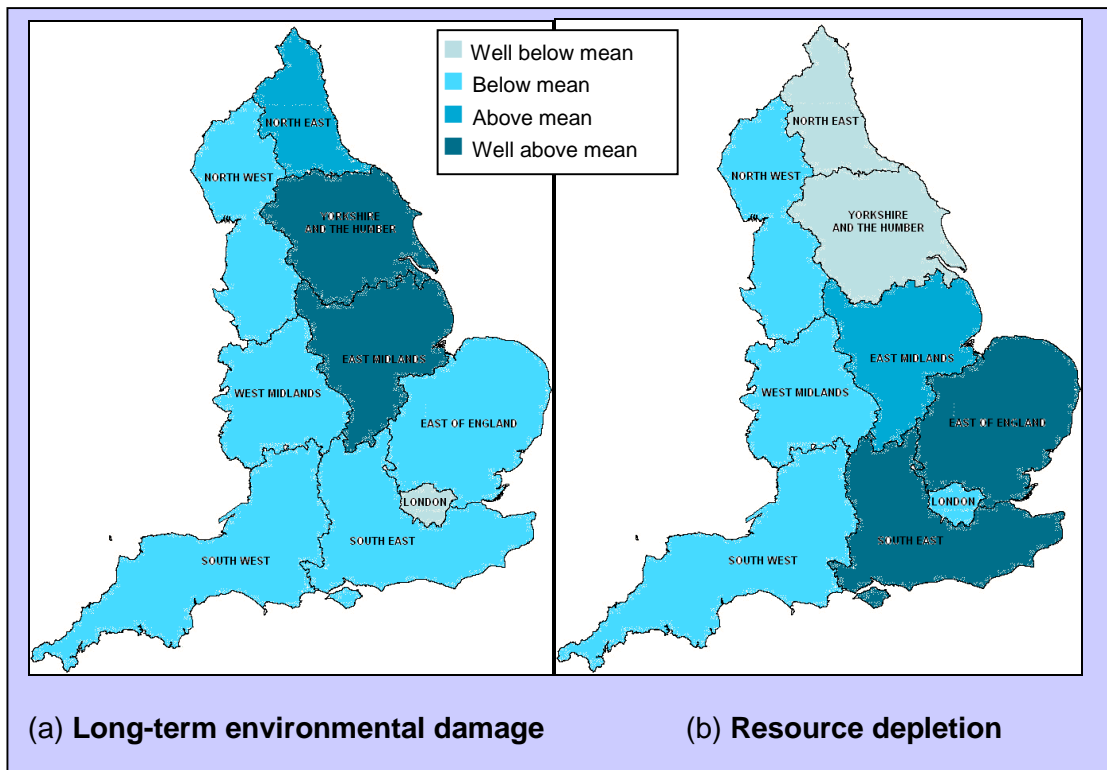 Well below mean
Below mean
Above mean
Well above mean
NORTH EAST
NORTH WEST
YORKSHIRE
AND THE HUMBER
EAST MIDLANDS
WEST MIDLANDS
EAST OF ENGLAND
LONDON
SOUTH EAST
SOUTH WEST
NORTH EAST
NORTH WEST
YORKSHIRE
AND THE HUMBER
EAST MIDLANDS
WEST MIDLANDS
EAST OF ENGLAND
LONDON
SOUTH EAST
SOUTH WEST
(a) Long-term environmental damage
(b) Resource depletion